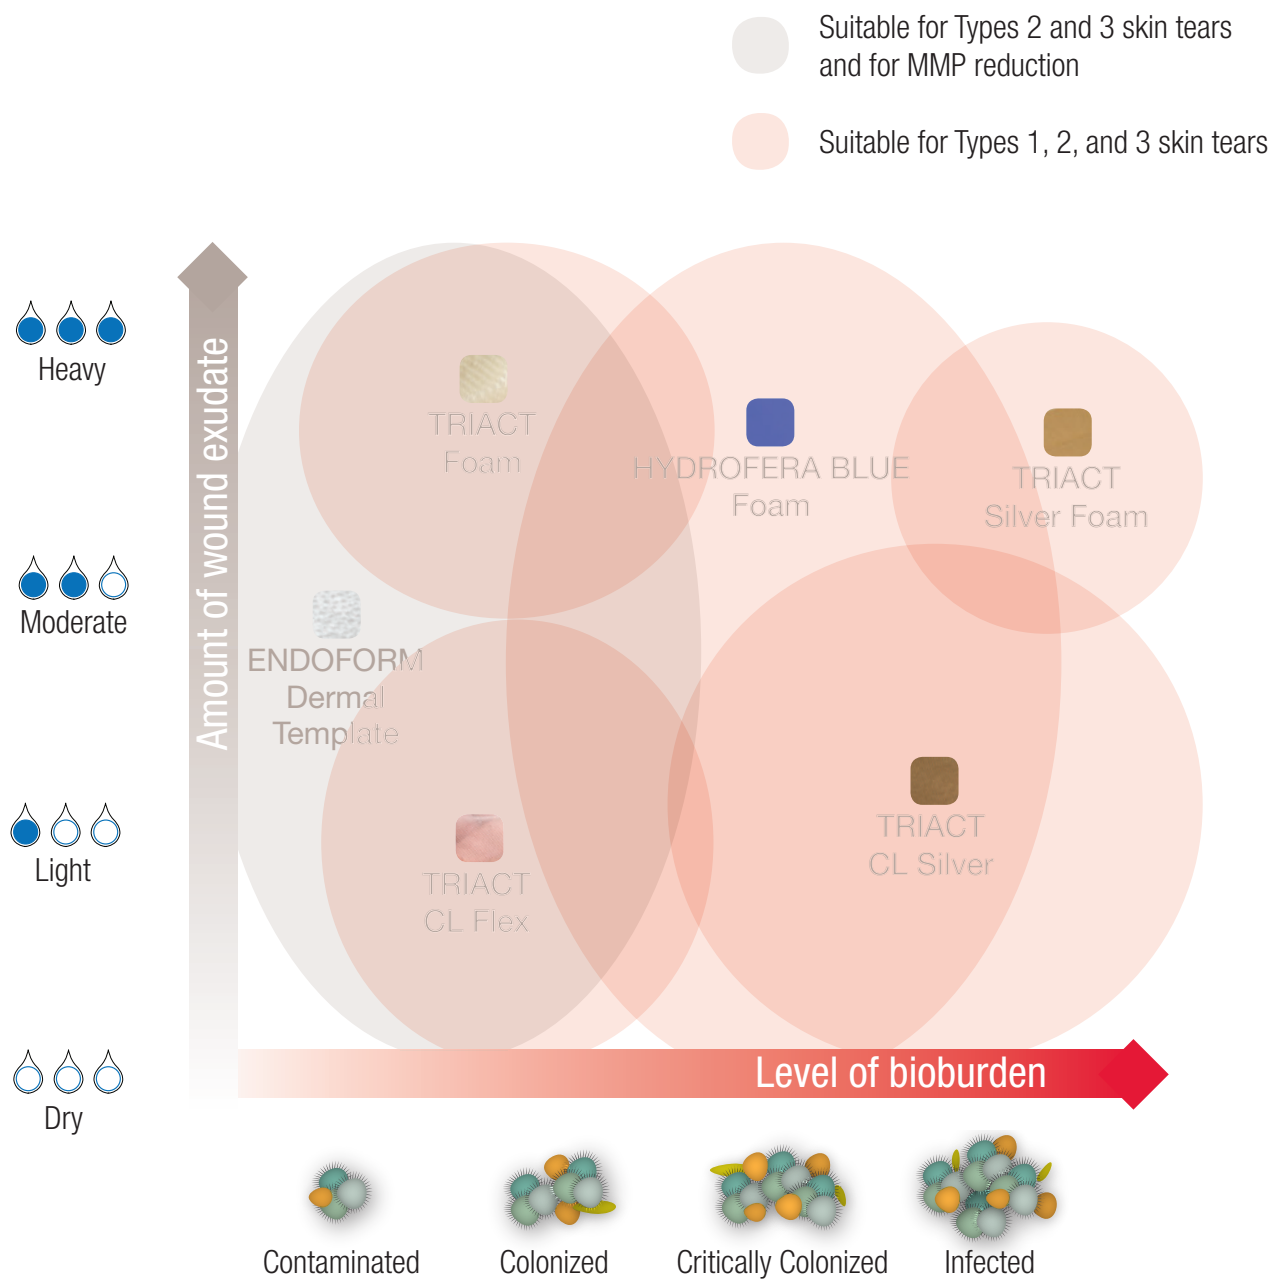 Suitable for Types 2 and 3 skin tears
and for MMP reduction
Suitable for Types 1, 2, and 3 skin tears
Heavy
Moderate
Light
Dry
Amount of wound exudate
TRIACT
Foam
HYDROFERA BLUE
Foam
TRIACT
Silver Foam
ENDOFORM
Dermal
Template
TRIACT
CL Flex
TRIACT
CL Silver
Level of bioburden
Contaminated
Colonized
Critically Colonized
Infected